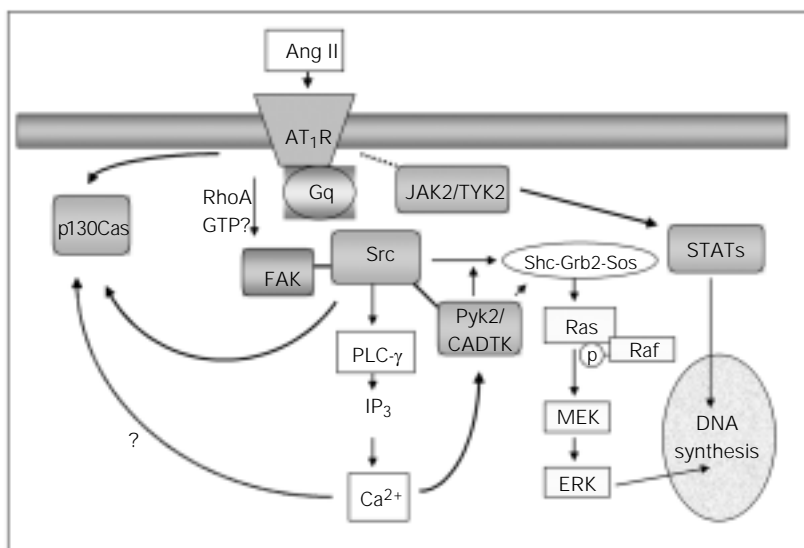 Ang II
AT₁R
Gq
JAK2/TYK2
RhoA
GTP?
p130Cas
STATs
Src
Shc-Grb2-Sos
FAK
Pyk2/
CADTK
Ras
p
Raf
PLC-γ
IP₃
MEK
DNA
synthesis
?
Ca²⁺
ERK